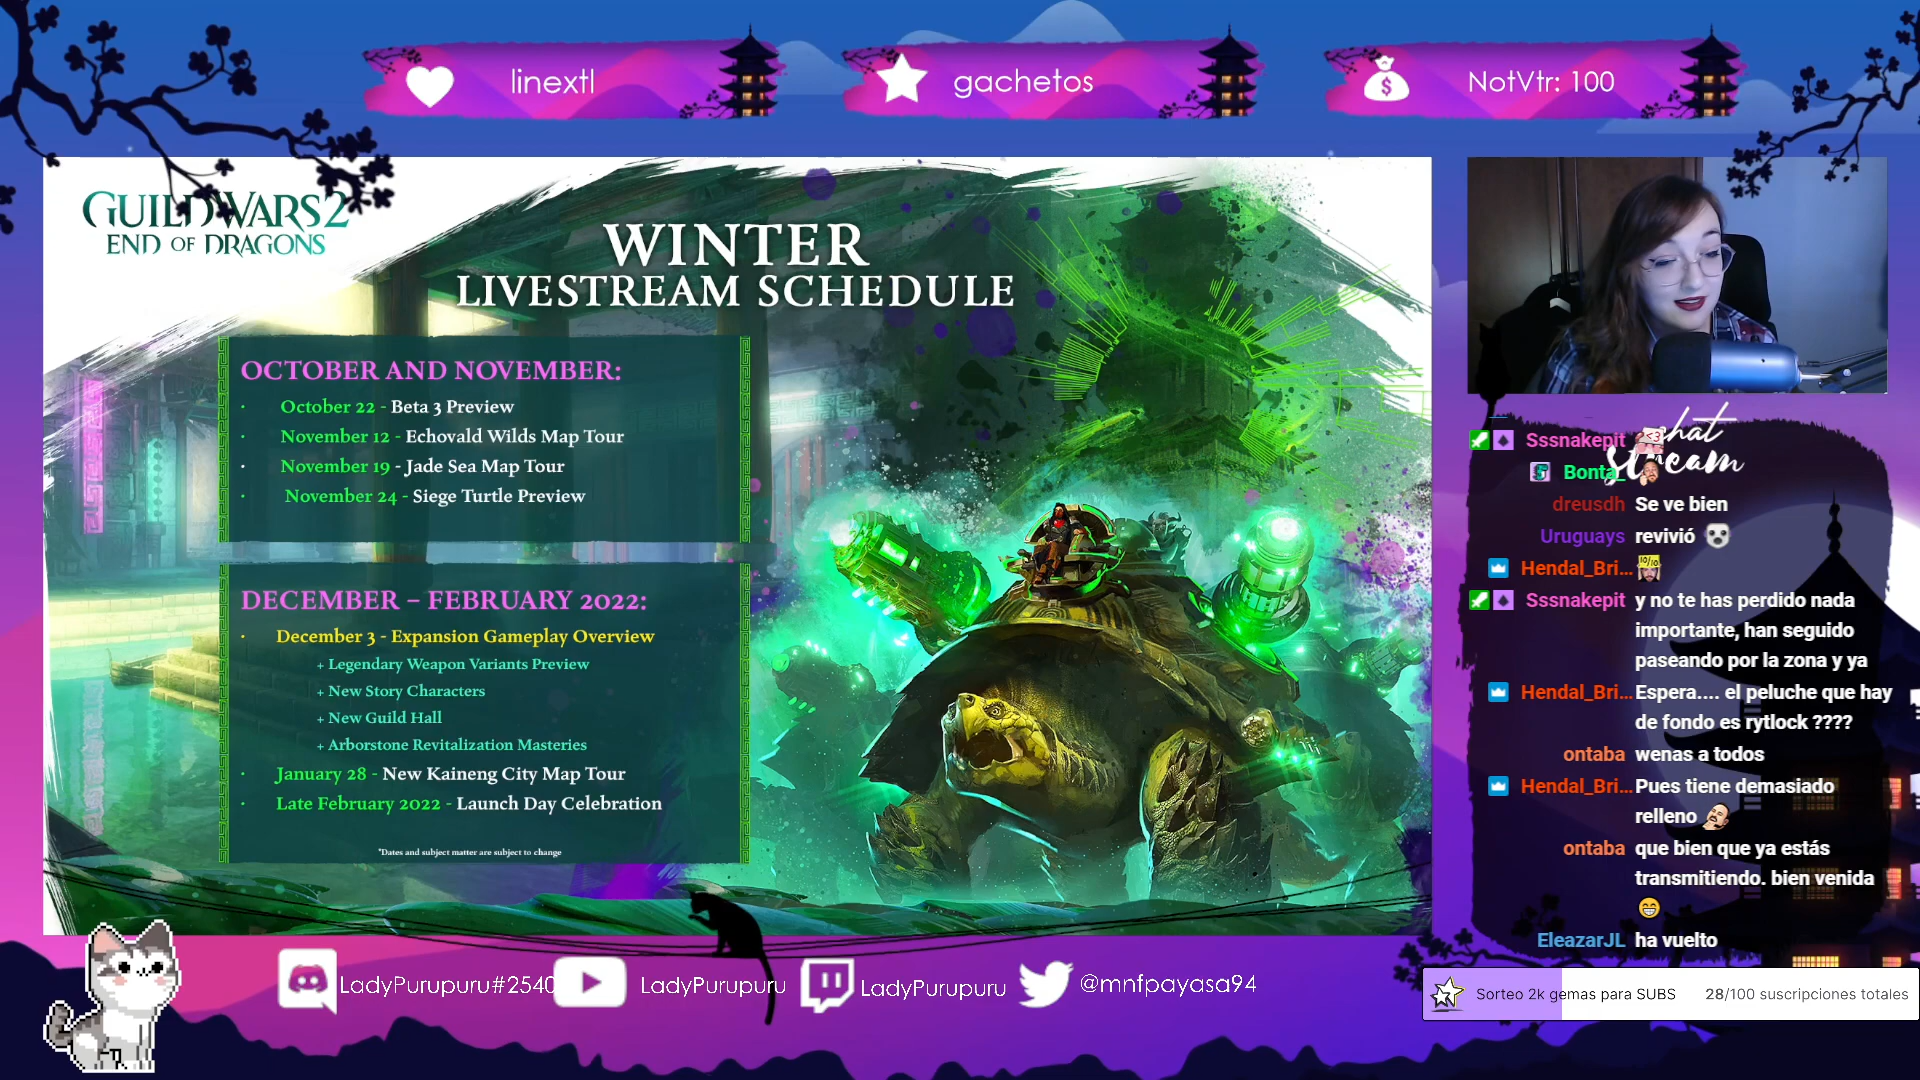 linextl
gachetos
NotVtr: 100
GUILD WARS 2
END OF DRAGONS
WINTER
LIVESTREAM SCHEDULE
OCTOBER AND NOVEMBER:
· October 22 - Beta 3 Preview
· November 12 - Echovald Wilds Map Tour
· November 19 - Jade Sea Map Tour
· November 24 - Siege Turtle Preview
DECEMBER – FEBRUARY 2022:
· December 3 - Expansion Gameplay Overview
+ Legendary Weapon Variants Preview
+ New Story Characters
+ New Guild Hall
+ Arborstone Revitalization Masteries
· January 28 - New Kaineng City Map Tour
· Late February 2022 - Launch Day Celebration
*Dates and subject matter are subject to change
chat
stream
Sssnakepit
Bonta_
dreusdh Se ve bien
Uruguays revivió
Hendal_Bri...
10/10
Sssnakepit y no te has perdido nada
importante, han seguido
paseando por la zona y ya
Hendal_Bri... Espera.... el peluche que hay
de fondo es rytlock ????
ontaba wenas a todos
Hendal_Bri... Pues tiene demasiado
relleno
ontaba que bien que ya estás
transmitiendo. bien venida
EleazarJL ha vuelto
LadyPurupuru#2540
LadyPurupuru
LadyPurupuru
@mnfpayasa94
Sorteo 2k gemas para SUBS 28/100 suscripciones totales